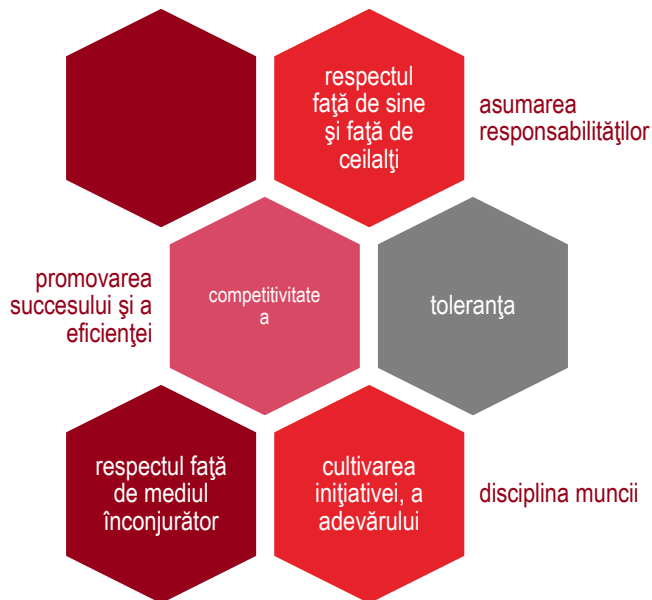 respectul
faţă de sine
şi faţă de
ceilalţi
asumarea
responsabilităţilor
promovarea
succesului şi a
eficienţei
competitivitate
a
toleranţa
respectul faţă
de mediul
înconjurător
cultivarea
iniţiativei, a
adevărului
disciplina muncii